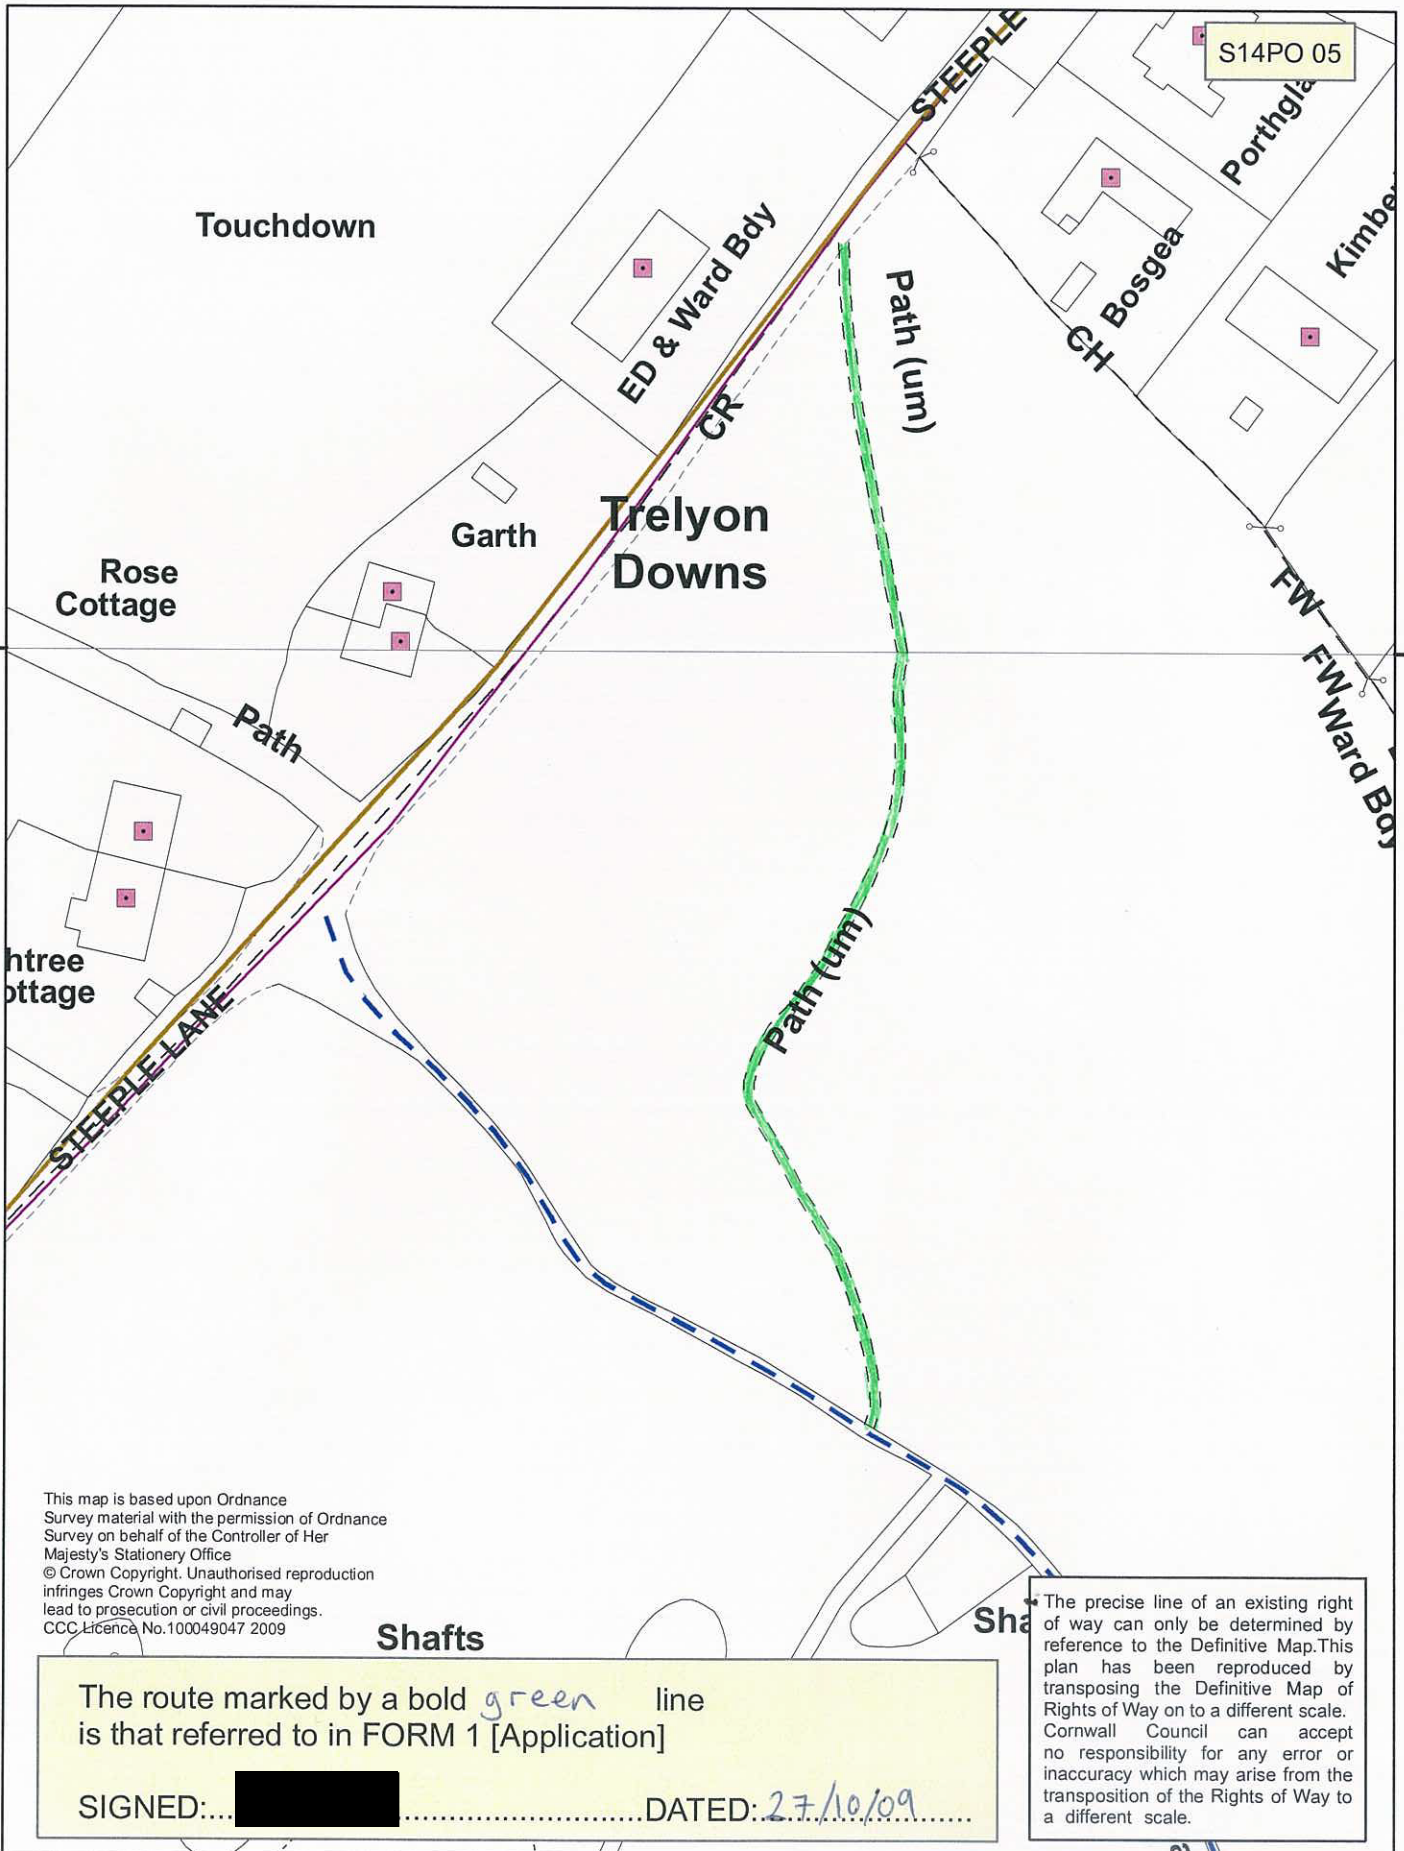 STEEPLE
S14PO 05
Porthgla
Kimbe
Touchdown
ED & Ward Bdy
Bosgea
Path (um)
CH
CR
Trelyon
Downs
Garth
Rose
Cottage
FW
FW
Ward Bdy
Path
htree
ottage
Path (um)
STEEPLE LANE
This map is based upon Ordnance
Survey material with the permission of Ordnance
Survey on behalf of the Controller of Her
Majesty's Stationery Office
© Crown Copyright. Unauthorised reproduction
infringes Crown Copyright and may
lead to prosecution or civil proceedings.
CCC Licence No.100049047 2009
Shafts
Sha
The precise line of an existing right
of way can only be determined by
reference to the Definitive Map.This
plan has been reproduced by
transposing the Definitive Map of
Rights of Way on to a different scale.
Cornwall Council can accept
no responsibility for any error or
inaccuracy which may arise from the
transposition of the Rights of Way to
a different scale.
The route marked by a bold green line
is that referred to in FORM 1 [Application]
SIGNED:... ..............................DATED: 27/10/09